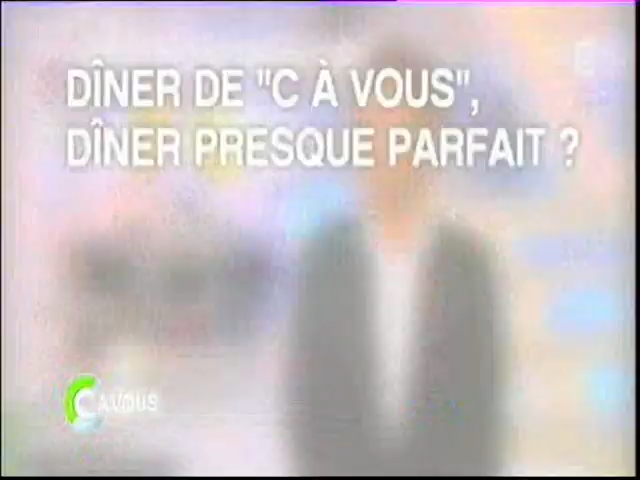 DÎNER DE "C À VOUS",
DÎNER PRESQUE PARFAIT ?
C À VOUS